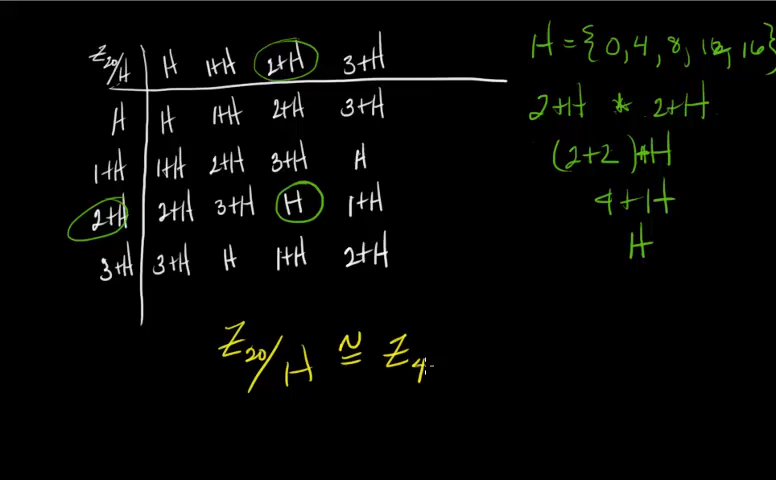 Z₂₀/H H 1+H 2+H 3+H
H H 1+H 2+H 3+H
1+H 1+H 2+H 3+H H
2+H 2+H 3+H H 1+H
3+H 3+H H 1+H 2+H
H = {0, 4, 8, 12, 16}
2+H * 2+H
(2+2)*H
4+H
H
Z₂₀/H ≅ Z₄